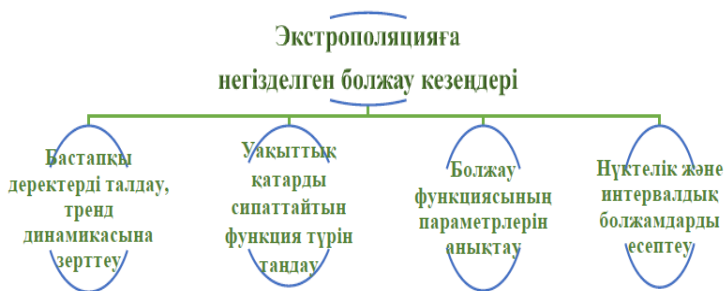 Экстрополяцияға
негізделген болжау кезеңдері
Бастапқы
деректерді талдау,
тренд
динамикасына
зерттеу
Уақыттық
қатарды
сипаттайтын
функция түрін
таңдау
Болжау
функциясының
параметрлерін
анықтау
Нүктелік және
интервалдық
болжамдарды
есептеу